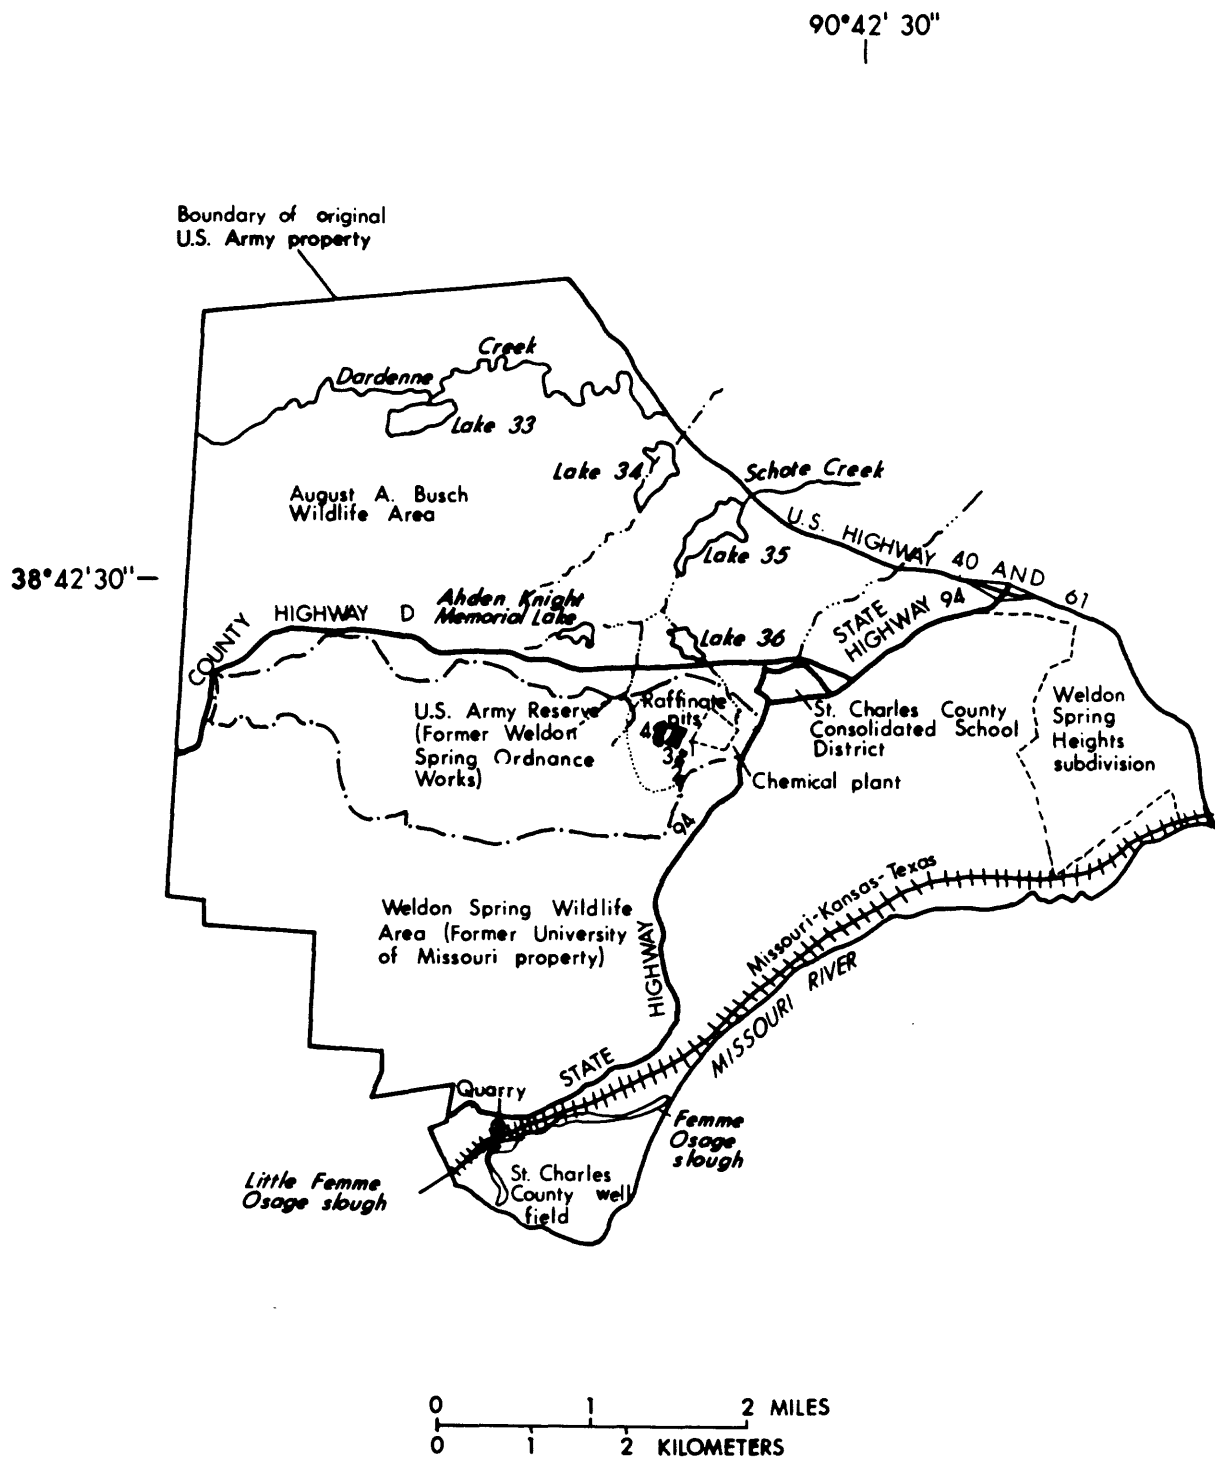 90°42' 30"
Boundary of original
U.S. Army property
Creek
Dardenne
Lake 33
Lake 34
Schote Creek
August A. Busch
Wildlife Area
U.S. HIGHWAY 40 AND 61
Lake 35
38°42'30"
Ahden Knight
Memorial Lake
COUNTY HIGHWAY D
STATE
HIGHWAY 94
Lake 36
U.S. Army Reserve
(Former Weldon
Spring Ordnance
Works)
Raffinate
pits
4
3
St. Charles County
Consolidated School
District
Weldon
Spring
Heights
subdivision
Chemical plant
94
Missouri-Kansas-Texas
Weldon Spring Wildlife
Area (Former University
of Missouri property)
HIGHWAY
MISSOURI RIVER
STATE
Quarry
Femme
Osage
slough
Little Femme
Osage slough
St. Charles
County well
field
0 1 2 MILES
0 1 2 KILOMETERS